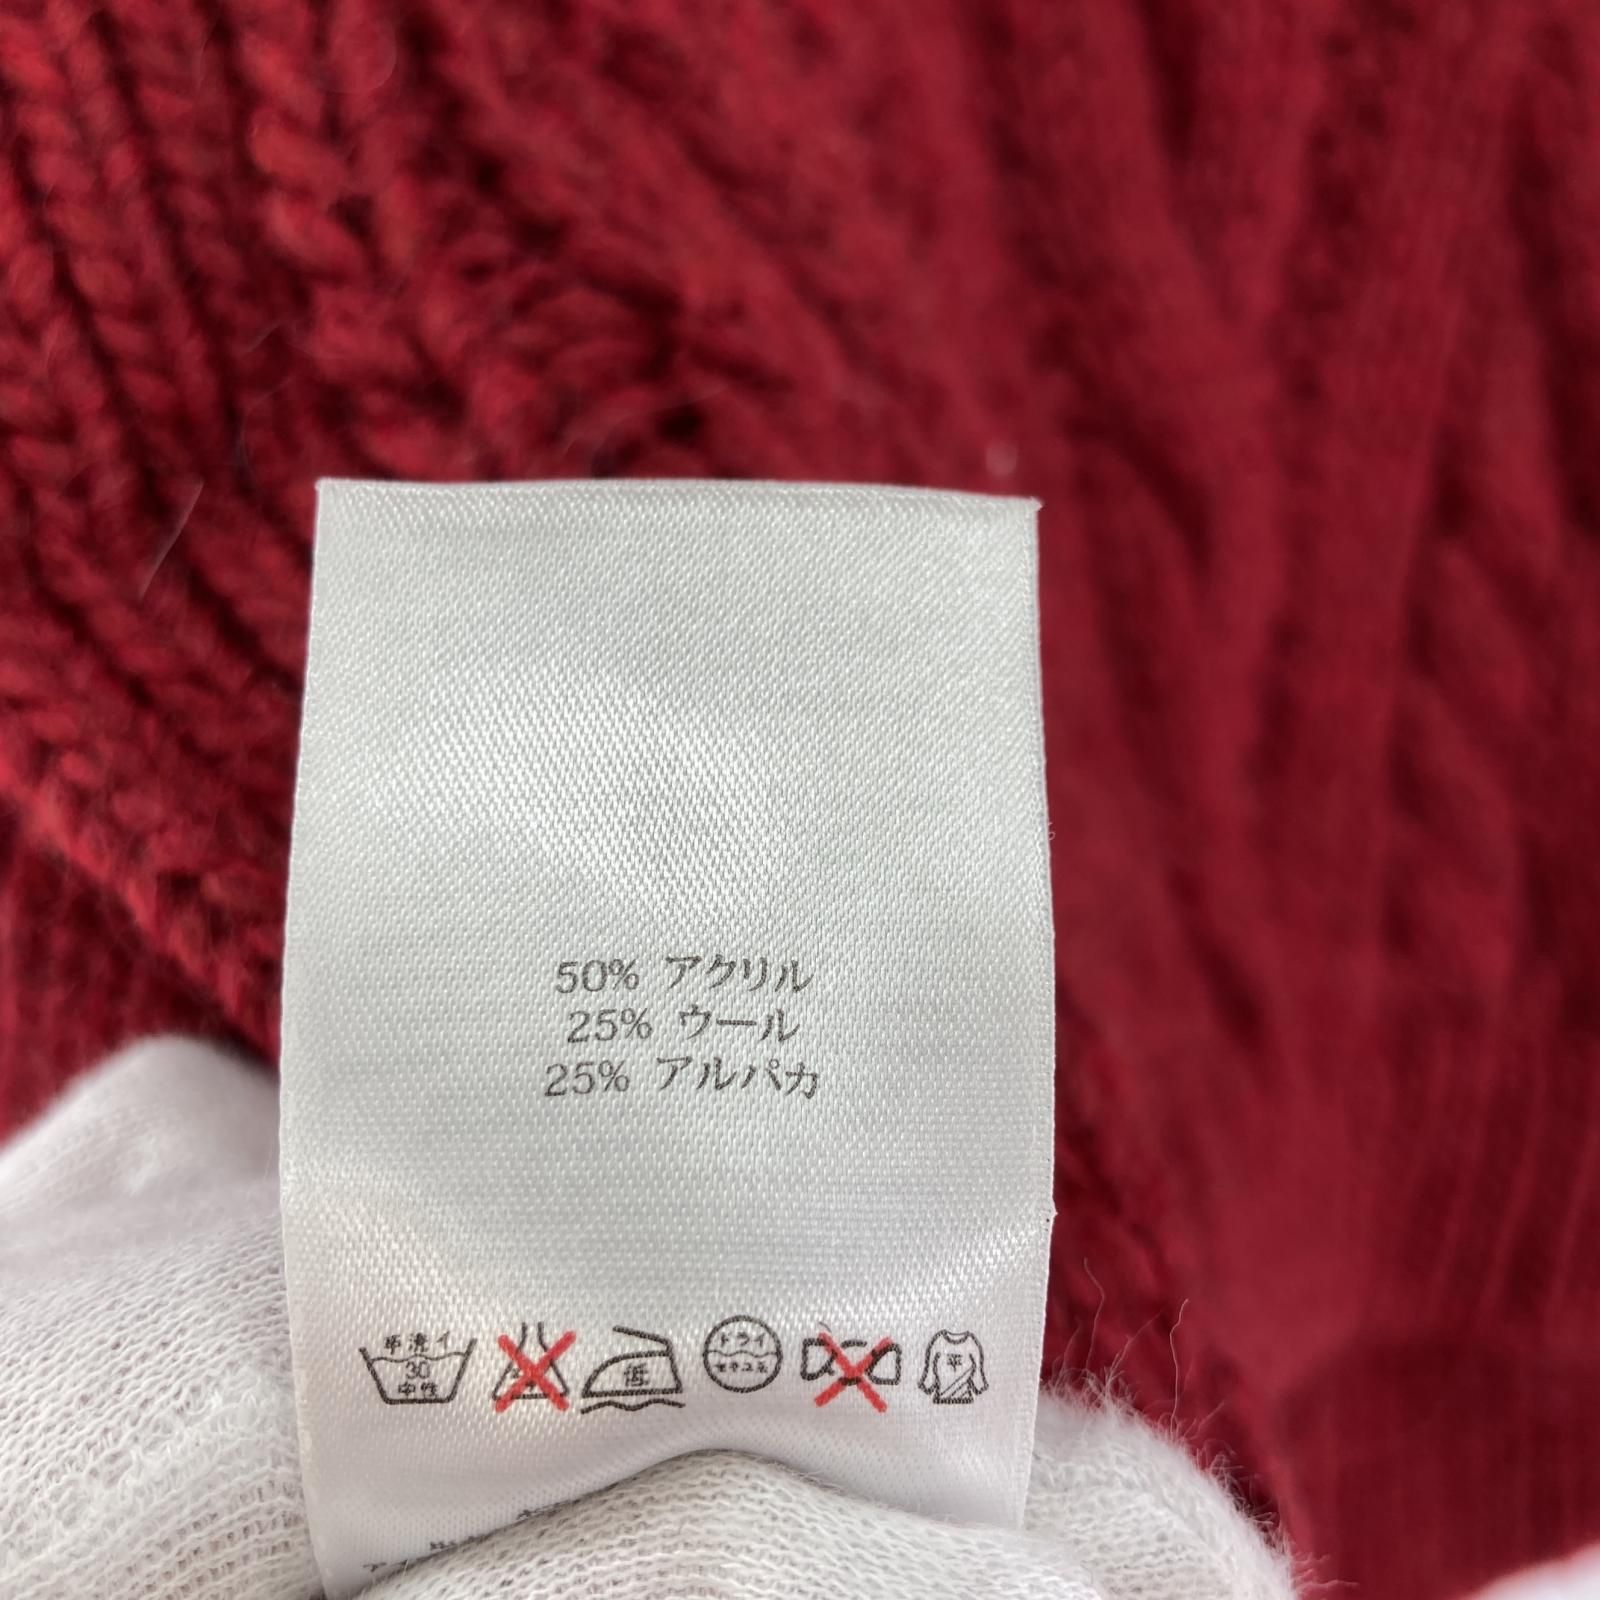 50% アクリル
25% ウール
25% アルパカ
手洗イ 30 中性 低 ドライ セキユ系 平